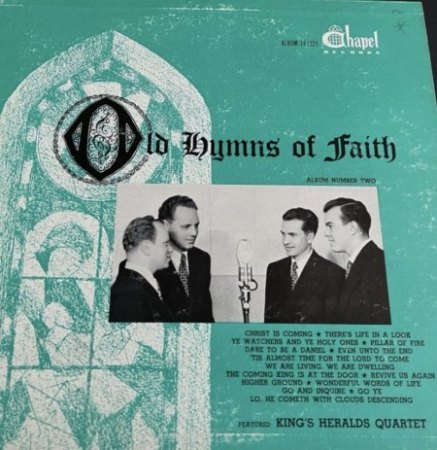 ALBUM LP 1221
Chapel
RECORDS
Old Hymns of Faith
ALBUM NUMBER TWO
CHRIST IS COMING ★ THERE'S LIFE IN A LOOK
YE WATCHERS AND YE HOLY ONES ★ PILLAR OF FIRE
DARE TO BE A DANIEL ★ EVEN UNTO THE END
'TIS ALMOST TIME FOR THE LORD TO COME
WE ARE LIVING, WE ARE DWELLING
THE COMING KING IS AT THE DOOR ★ REVIVE US AGAIN
HIGHER GROUND ★ WONDERFUL WORDS OF LIFE
GO AND INQUIRE ★ GO YE
LO, HE COMETH WITH CLOUDS DESCENDING
FEATURED KING'S HERALDS QUARTET